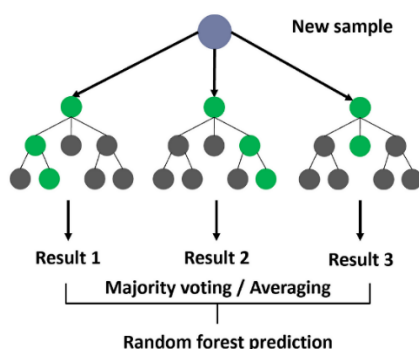 New sample
Result 1
Result 2
Result 3
Majority voting / Averaging
Random forest prediction